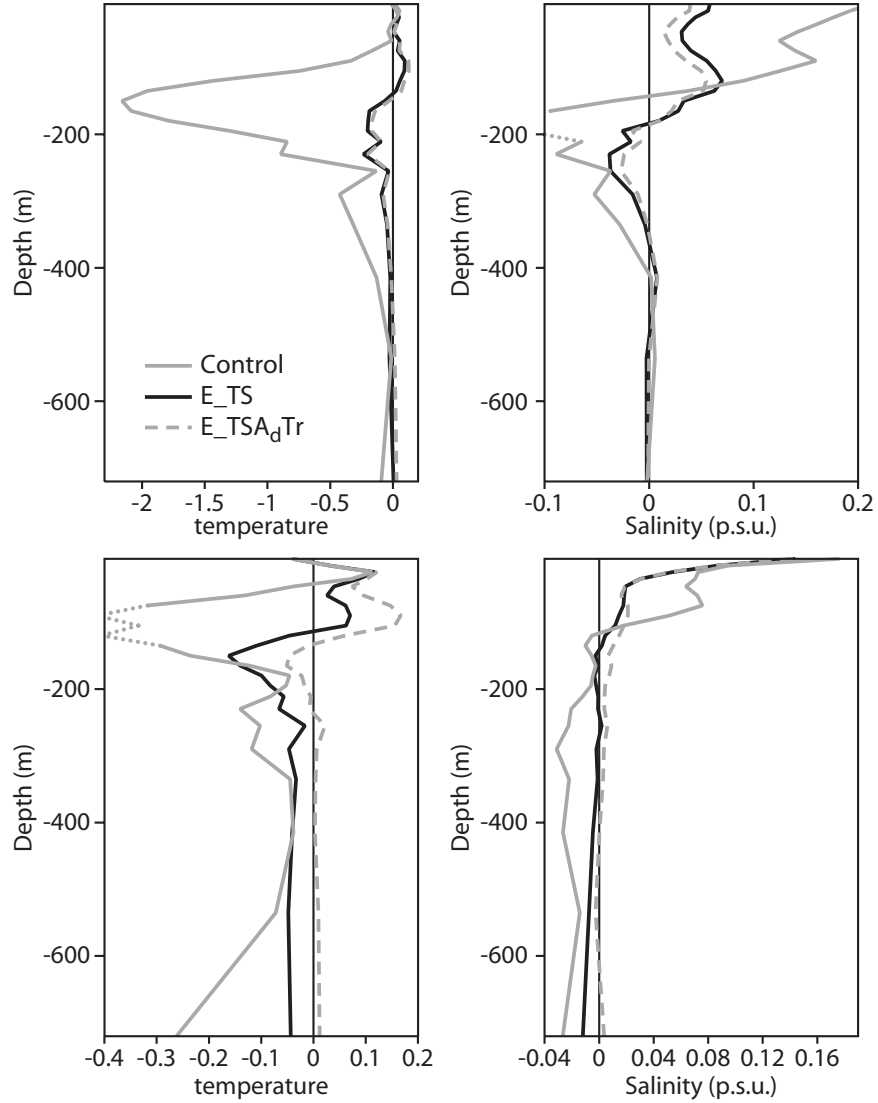 Depth (m)
-200
-400
-600
Control
E_TS
E_TSAdTr
-2 -1.5 -1 -0.5 0
temperature
Depth (m)
-200
-400
-600
-0.1 0 0.1 0.2
Salinity (p.s.u.)
Depth (m)
-200
-400
-600
-0.4 -0.3 -0.2 -0.1 0 0.1 0.2
temperature
Depth (m)
-200
-400
-600
-0.04 0 0.04 0.08 0.12 0.16
Salinity (p.s.u.)